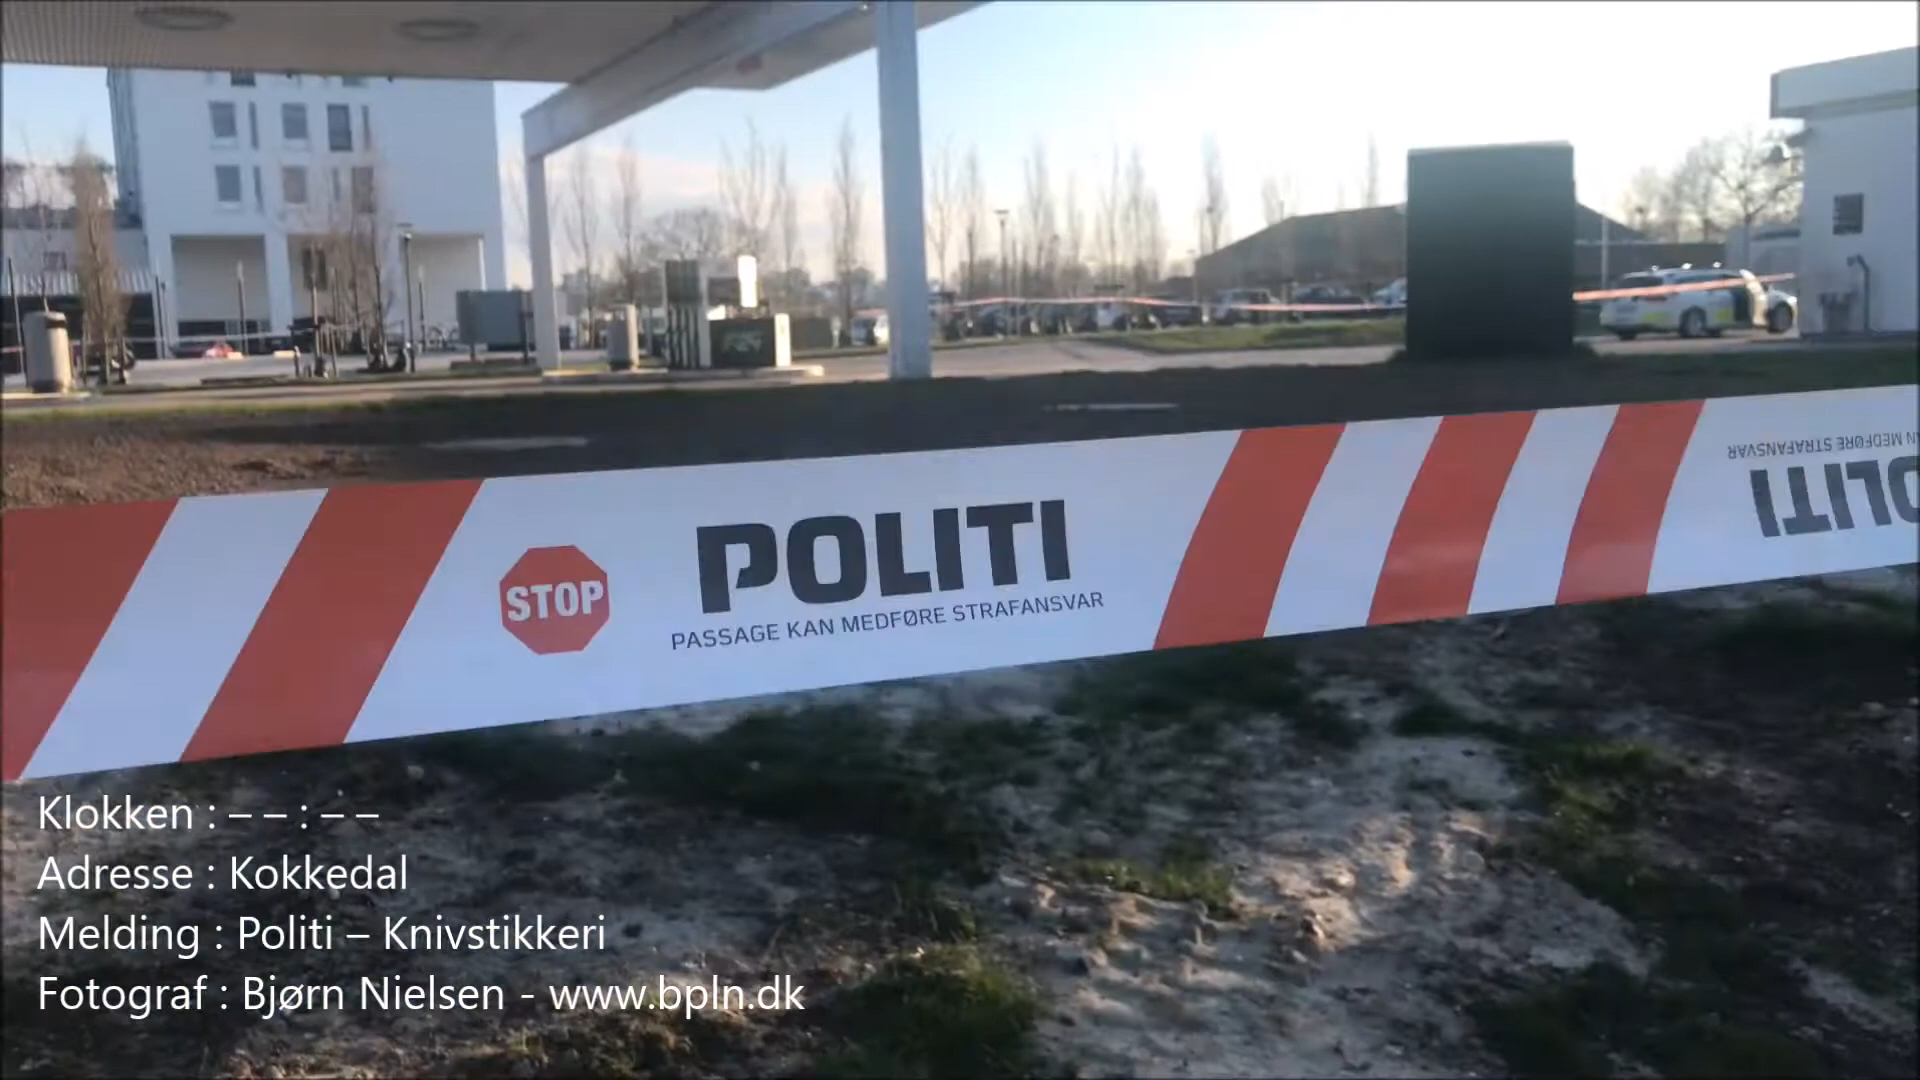 STOP
POLITI
PASSAGE KAN MEDFØRE STRAFANSVAR
MEDFØRE STRAFANSVAR
OLITI
Klokken : – – : – –
Adresse : Kokkedal
Melding : Politi – Knivstikkeri
Fotograf : Bjørn Nielsen - www.bpln.dk